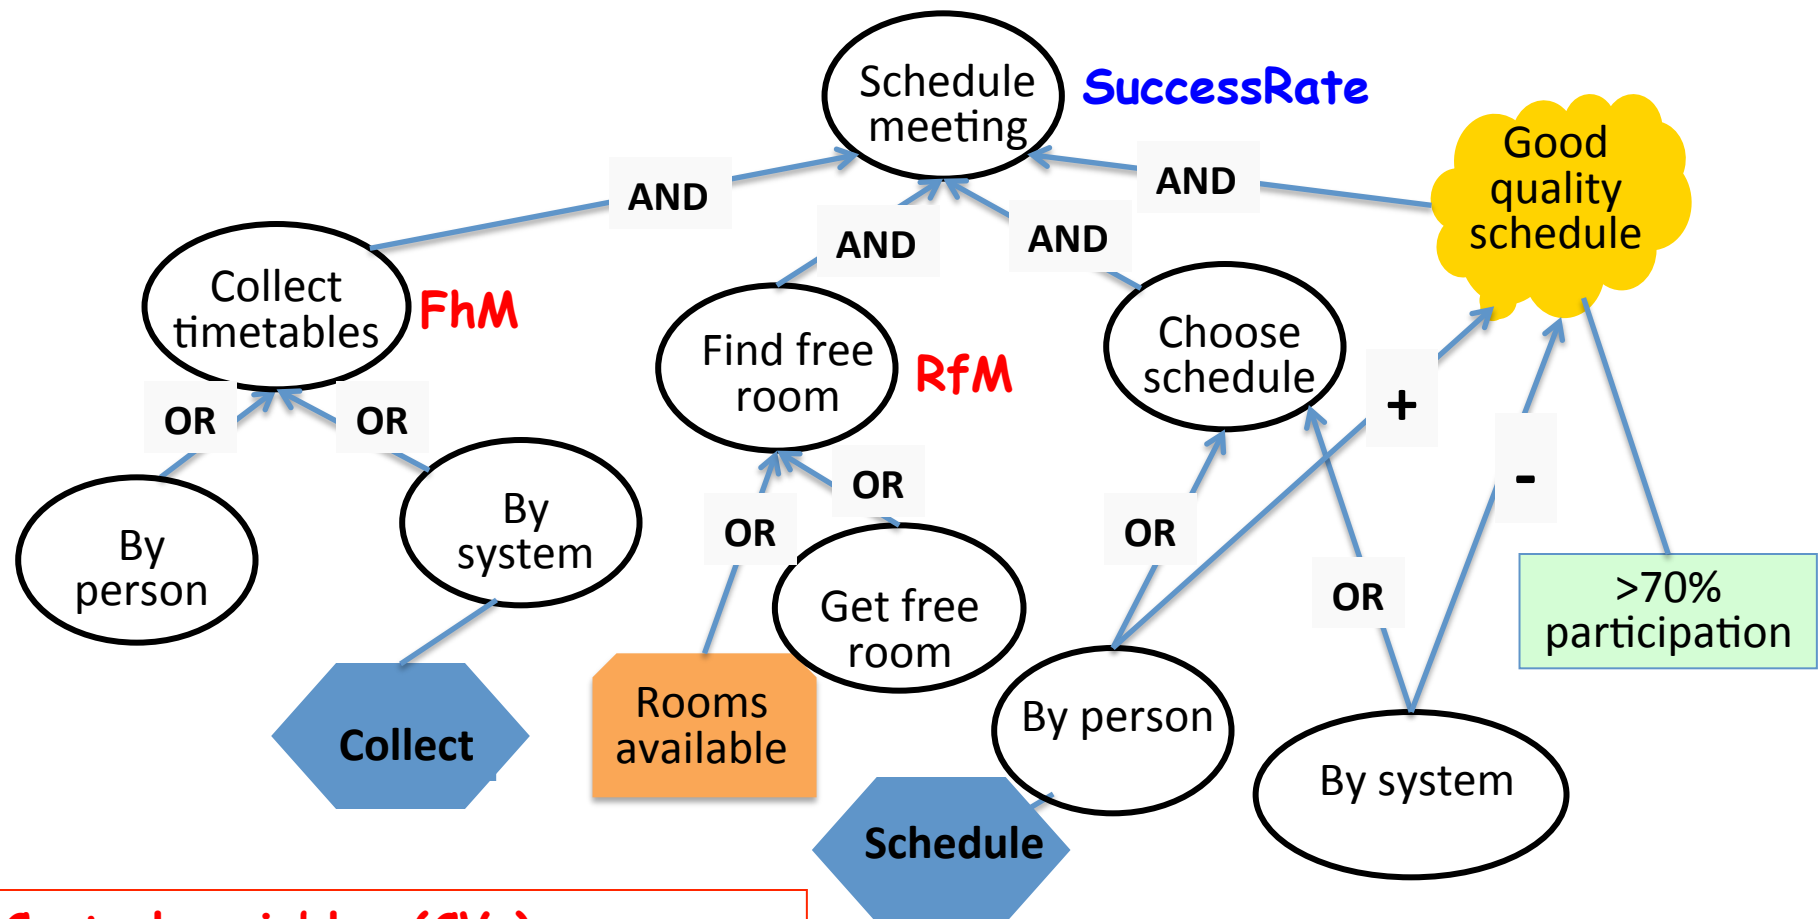 Schedule
meeting
SuccessRate
Good
quality
schedule
AND
AND
AND
AND
Collect
timetables
FhM
Find free
room
RfM
Choose
schedule
+
-
OR
OR
OR
OR
OR
OR
By
person
By
system
Get free
room
>70%
participation
Collect
Rooms
available
By person
By system
Schedule